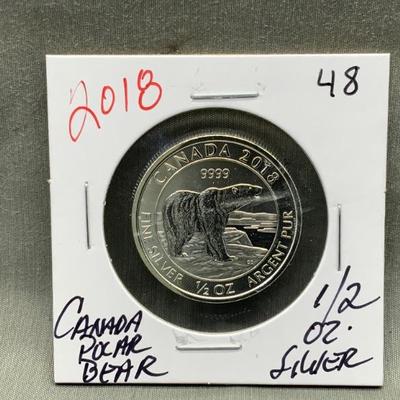 2018
48
CANADA 2018
9999
FINE SILVER 1/2 OZ ARGENT PUR
CANADA
POLAR
BEAR
1/2
OZ.
SILVER